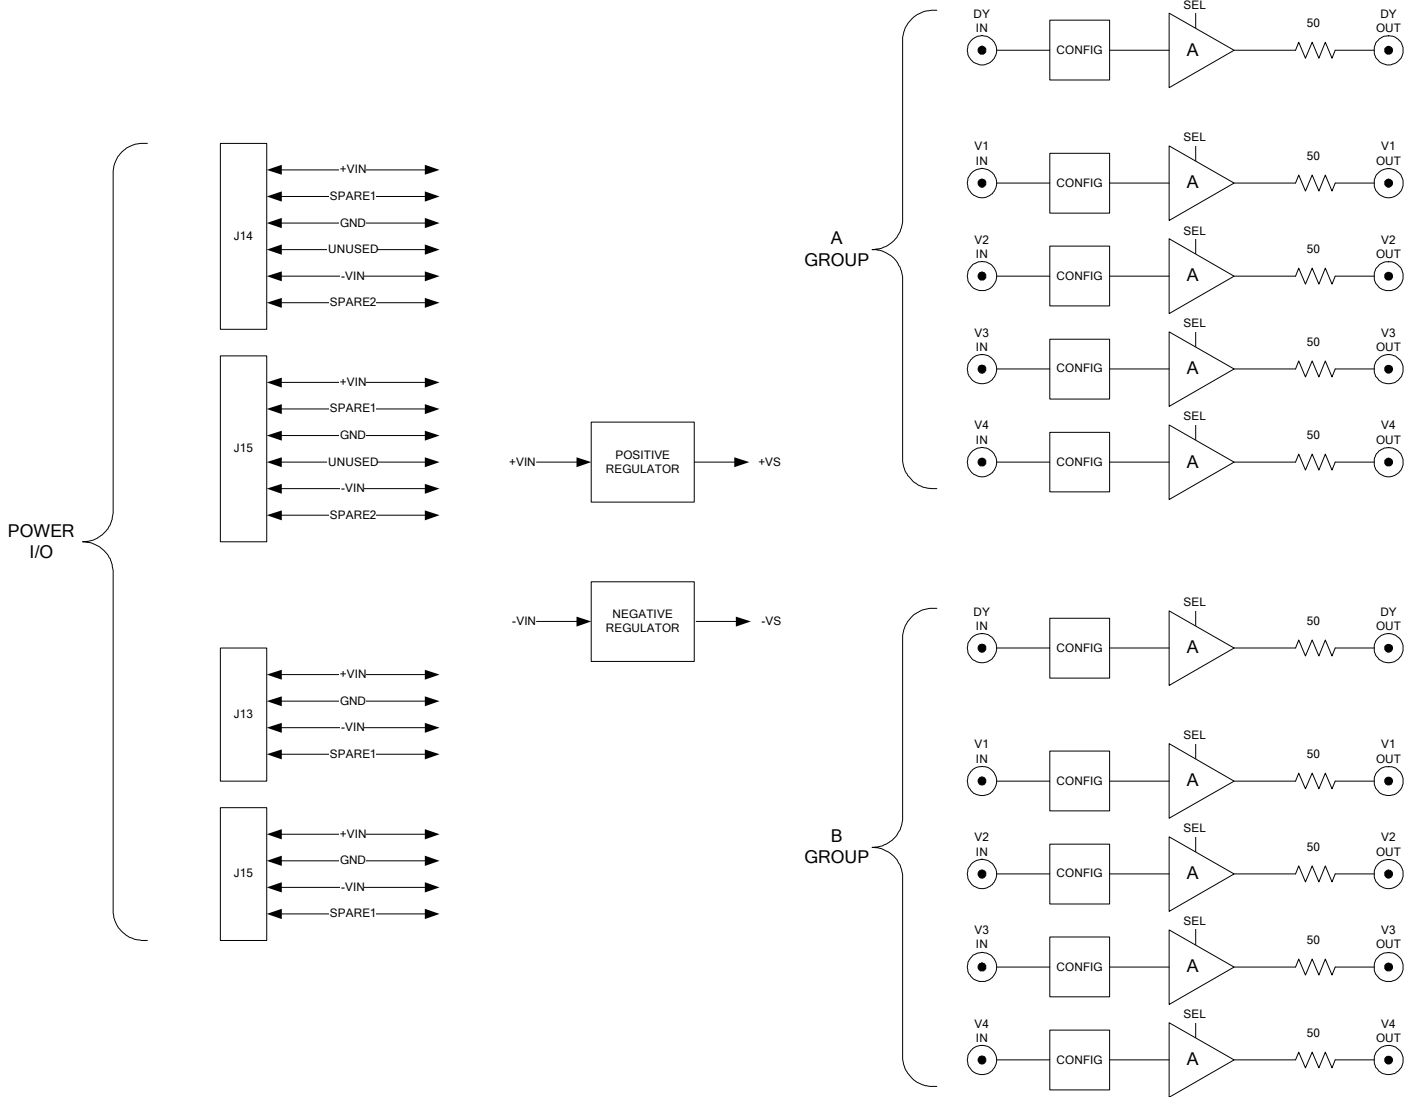 POWER
I/O
J14
+VIN
SPARE1
GND
UNUSED
-VIN
SPARE2
J15
+VIN
SPARE1
GND
UNUSED
-VIN
SPARE2
J13
+VIN
GND
-VIN
SPARE1
J15
+VIN
GND
-VIN
SPARE1
+VIN
POSITIVE
REGULATOR
+VS
-VIN
NEGATIVE
REGULATOR
-VS
A
GROUP
DY
IN
CONFIG
SEL
A
50
DY
OUT
V1
IN
CONFIG
SEL
A
50
V1
OUT
V2
IN
CONFIG
SEL
A
50
V2
OUT
V3
IN
CONFIG
SEL
A
50
V3
OUT
V4
IN
CONFIG
SEL
A
50
V4
OUT
B
GROUP
DY
IN
CONFIG
SEL
A
50
DY
OUT
V1
IN
CONFIG
SEL
A
50
V1
OUT
V2
IN
CONFIG
SEL
A
50
V2
OUT
V3
IN
CONFIG
SEL
A
50
V3
OUT
V4
IN
CONFIG
SEL
A
50
V4
OUT